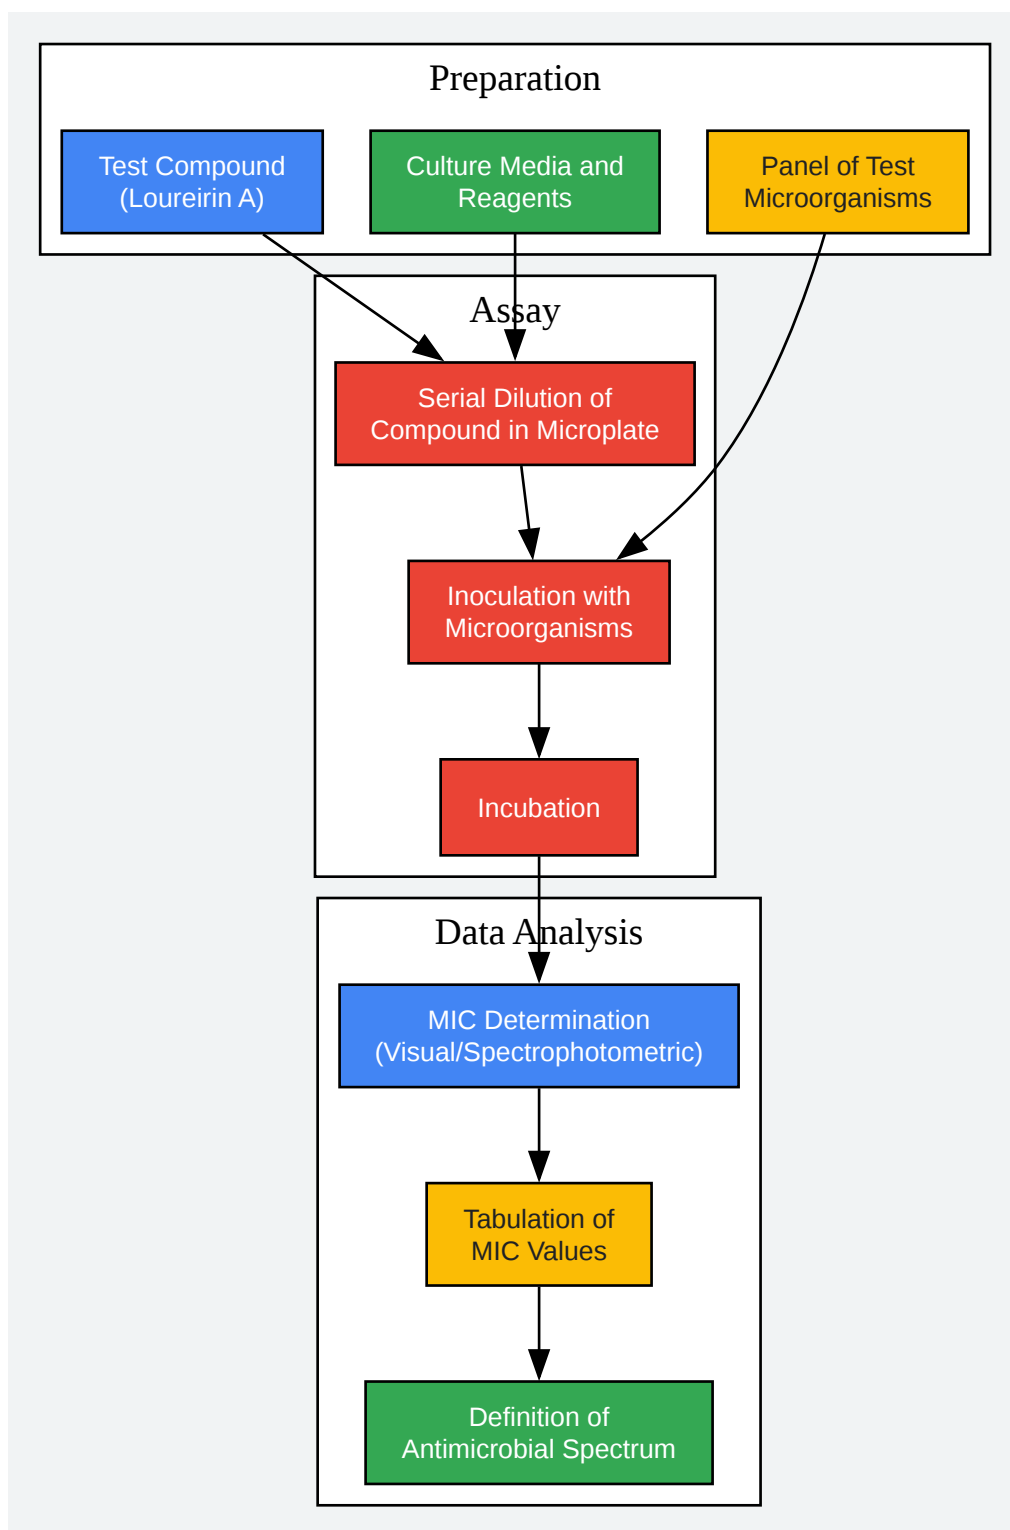 Preparation
Test Compound
(Loureirin A)
Culture Media and
Reagents
Panel of Test
Microorganisms
Assay
Serial Dilution of
Compound in Microplate
Inoculation with
Microorganisms
Incubation
Data Analysis
MIC Determination
(Visual/Spectrophotometric)
Tabulation of
MIC Values
Definition of
Antimicrobial Spectrum